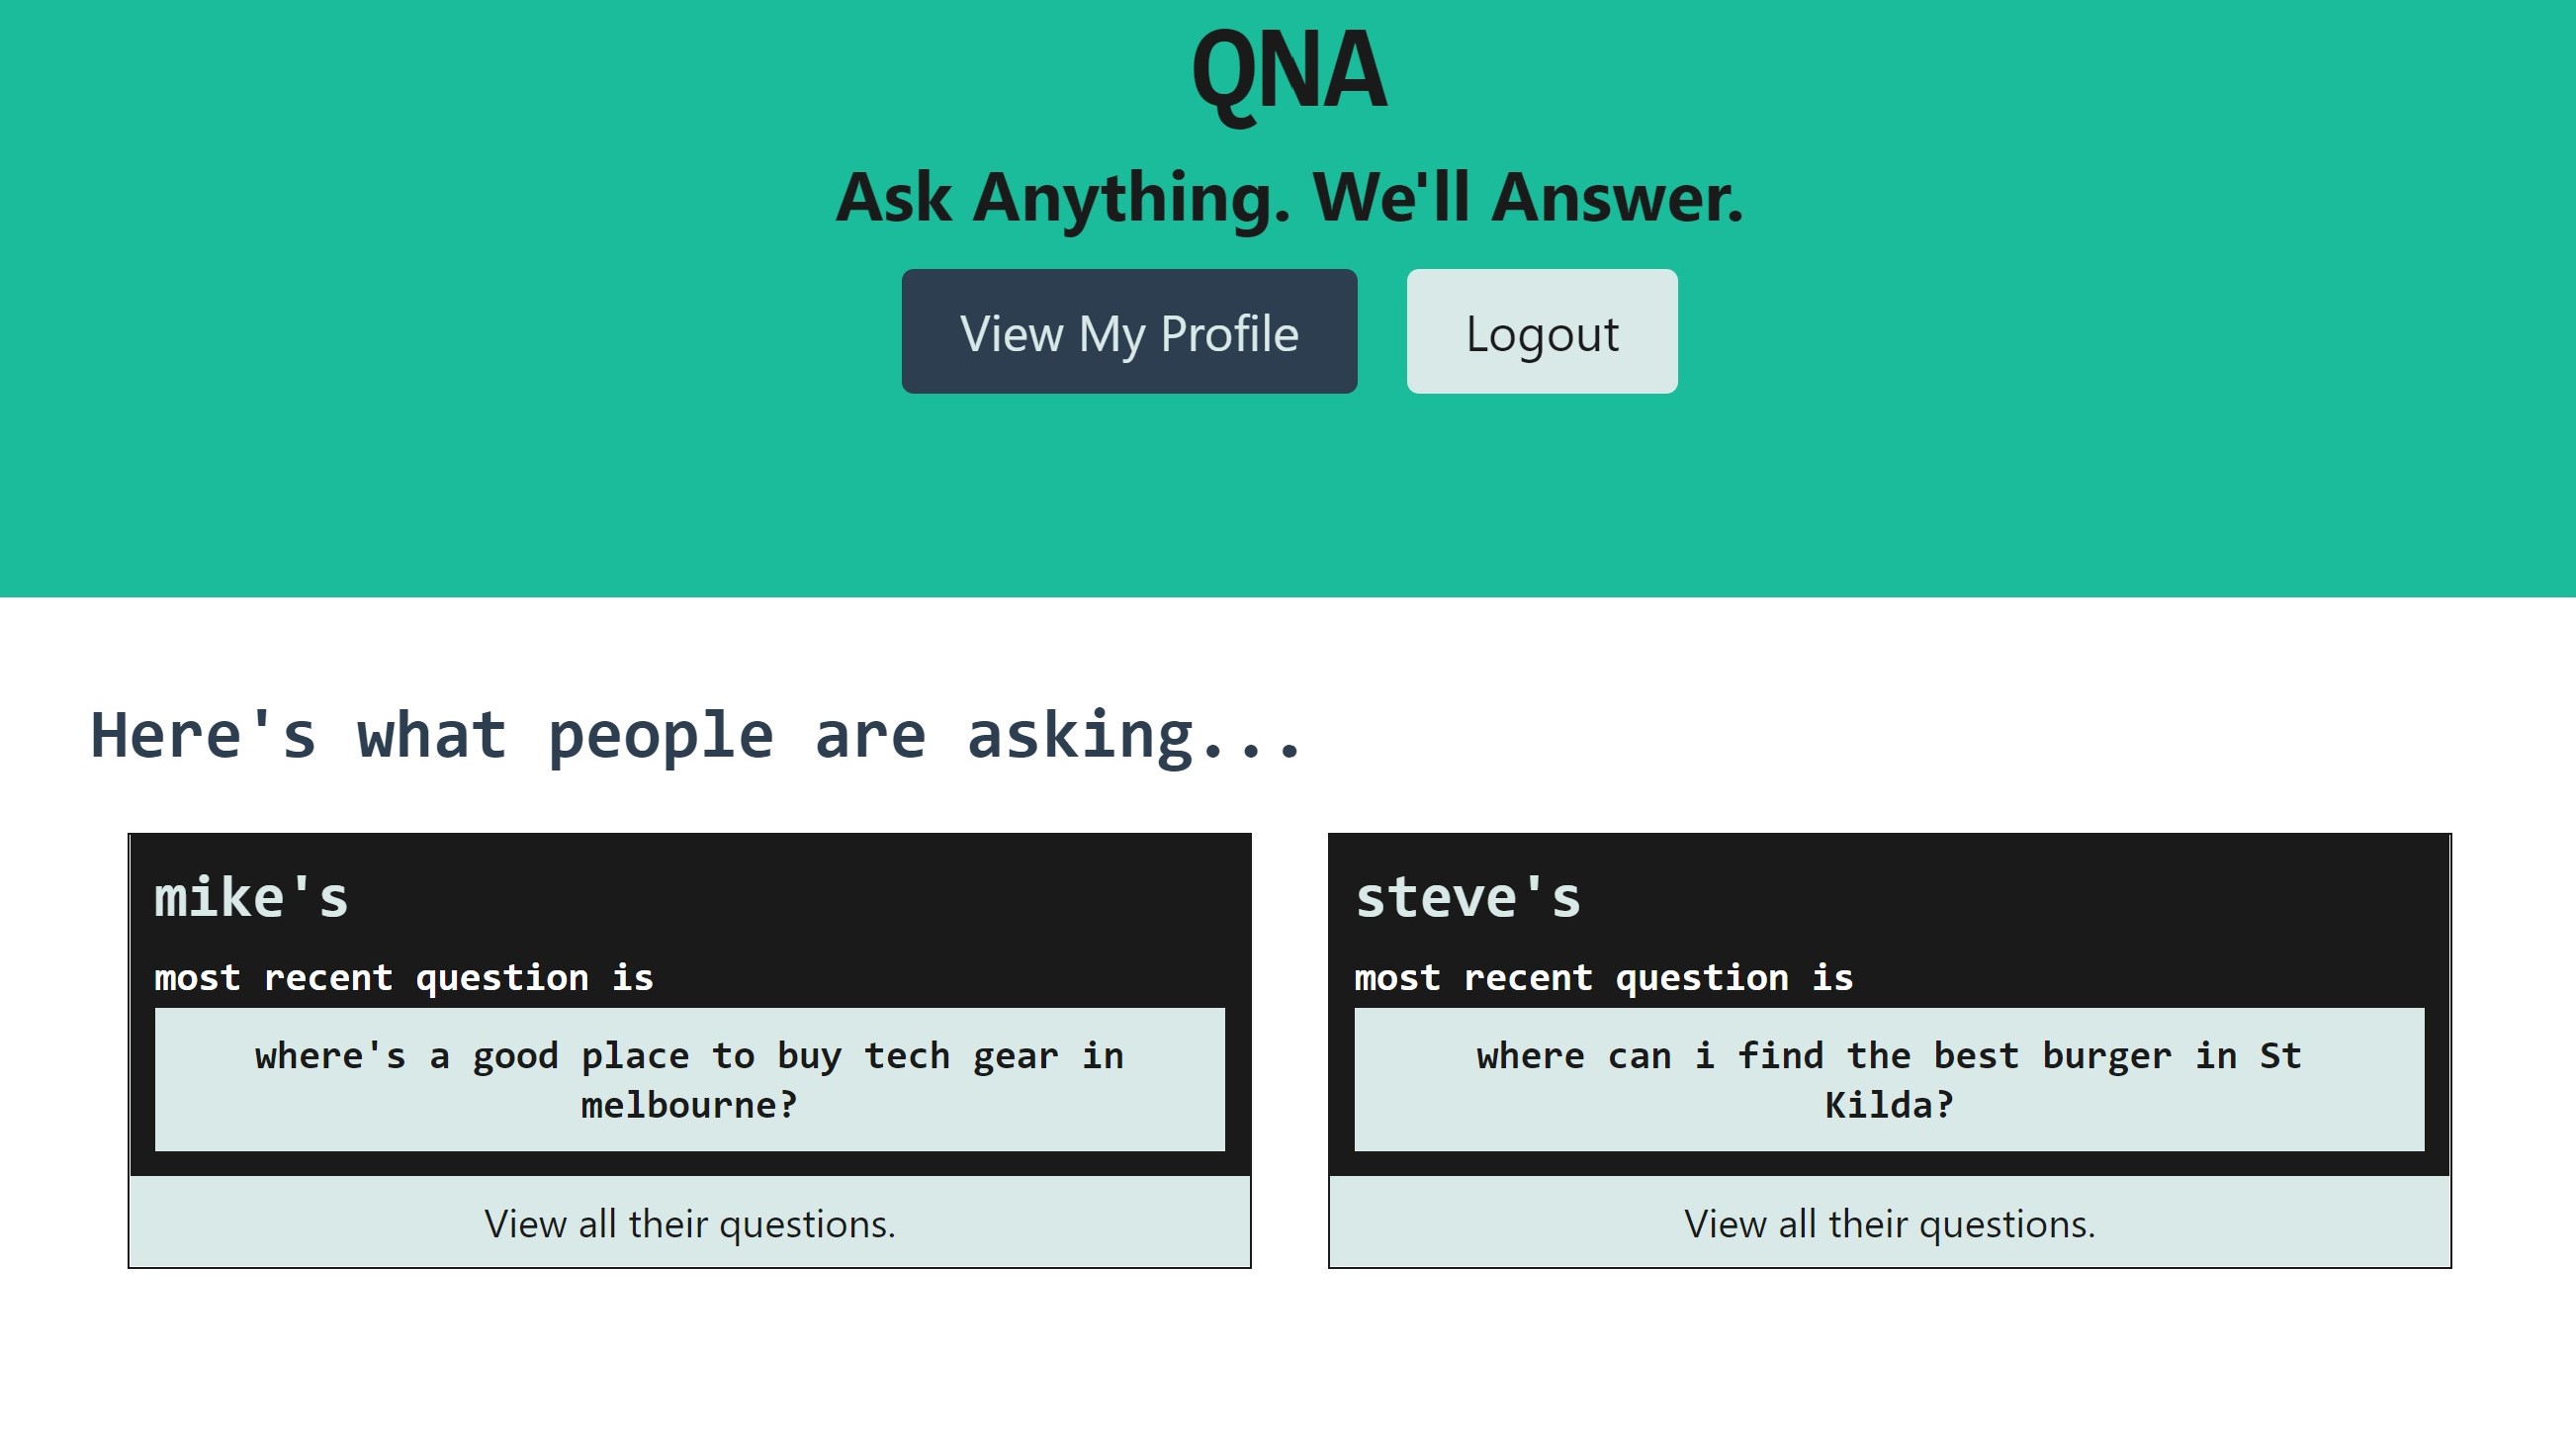 QNA
Ask Anything. We'll Answer.
View My Profile
Logout
Here's what people are asking...
mike's
most recent question is
where's a good place to buy tech gear in
melbourne?
View all their questions.
steve's
most recent question is
where can i find the best burger in St
Kilda?
View all their questions.